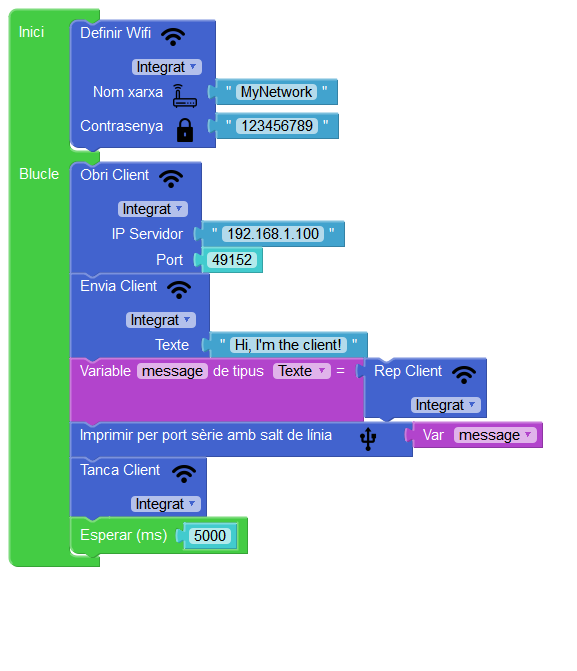 Inici
Definir Wifi
Integrat
Nom xarxa " MyNetwork "
Contrasenya " 123456789 "
Blucle
Obri Client
Integrat
IP Servidor " 192.168.1.100 "
Port 49152
Envia Client
Integrat
Texte " Hi, I'm the client! "
Variable message de tipus Texte = Rep Client
Integrat
Imprimir per port sèrie amb salt de línia Var message
Tanca Client
Integrat
Esperar (ms) 5000